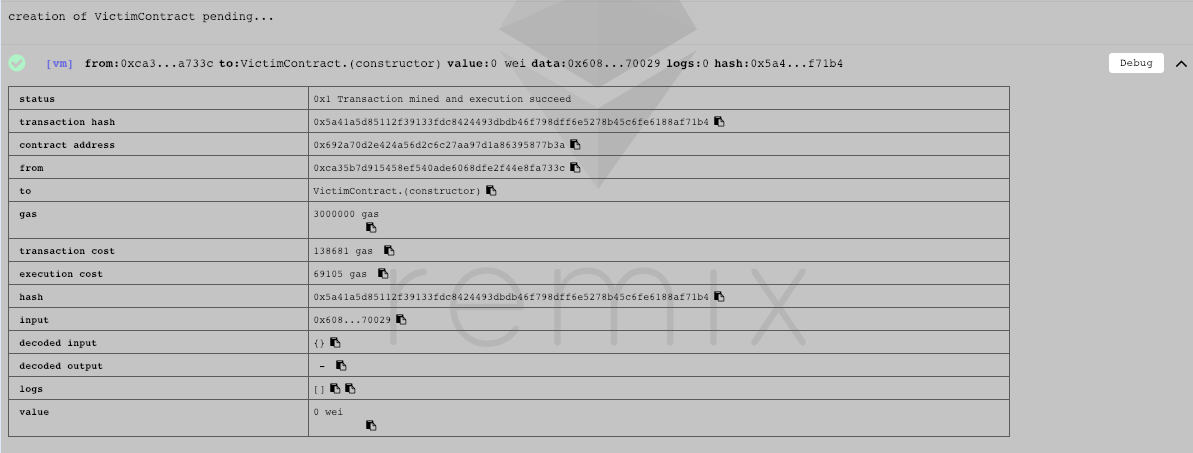 creation of VictimContract pending...
[vm] from:0xca3...a733c to:VictimContract.(constructor) value:0 wei data:0x608...70029 logs:0 hash:0x5a4...f71b4 Debug
status 0x1 Transaction mined and execution succeed
transaction hash 0x5a41a5d85112f39133fdc8424493dbdb46f798dff6e5278b45c6fe6188af71b4
contract address 0x692a70d2e424a56d2c6c27aa97d1a86395877b3a
from 0xca35b7d915458ef540ade6068dfe2f44e8fa733c
to VictimContract.(constructor)
gas 3000000 gas
transaction cost 138681 gas
execution cost 69105 gas
hash 0x5a41a5d85112f39133fdc8424493dbdb46f798dff6e5278b45c6fe6188af71b4
input 0x608...70029
decoded input {}
decoded output -
logs []
value 0 wei
remix